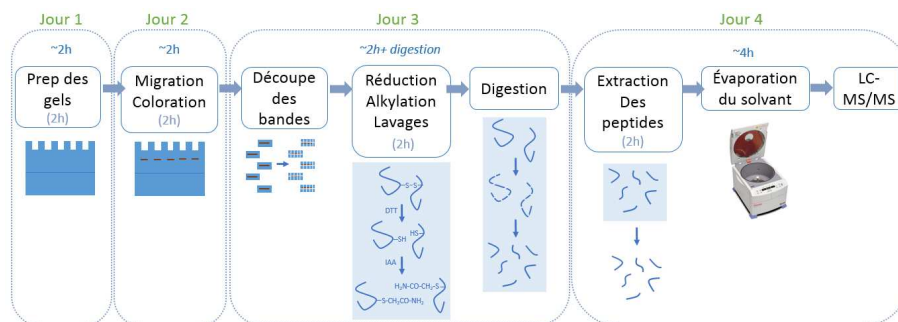 Jour 1
Jour 2
Jour 3
Jour 4
~2h
~2h
~2h+ digestion
~4h
Prep des
gels
(2h)
Migration
Coloration
(2h)
Découpe
des
bandes
Réduction
Alkylation
Lavages
(2h)
Digestion
Extraction
Des
peptides
(2h)
Évaporation
du solvant
LC-
MS/MS
-S-S-
DTT
-SH
HS-
IAA
H₂N-CO-CH₂-S-
-S-CH₂CO-NH₂